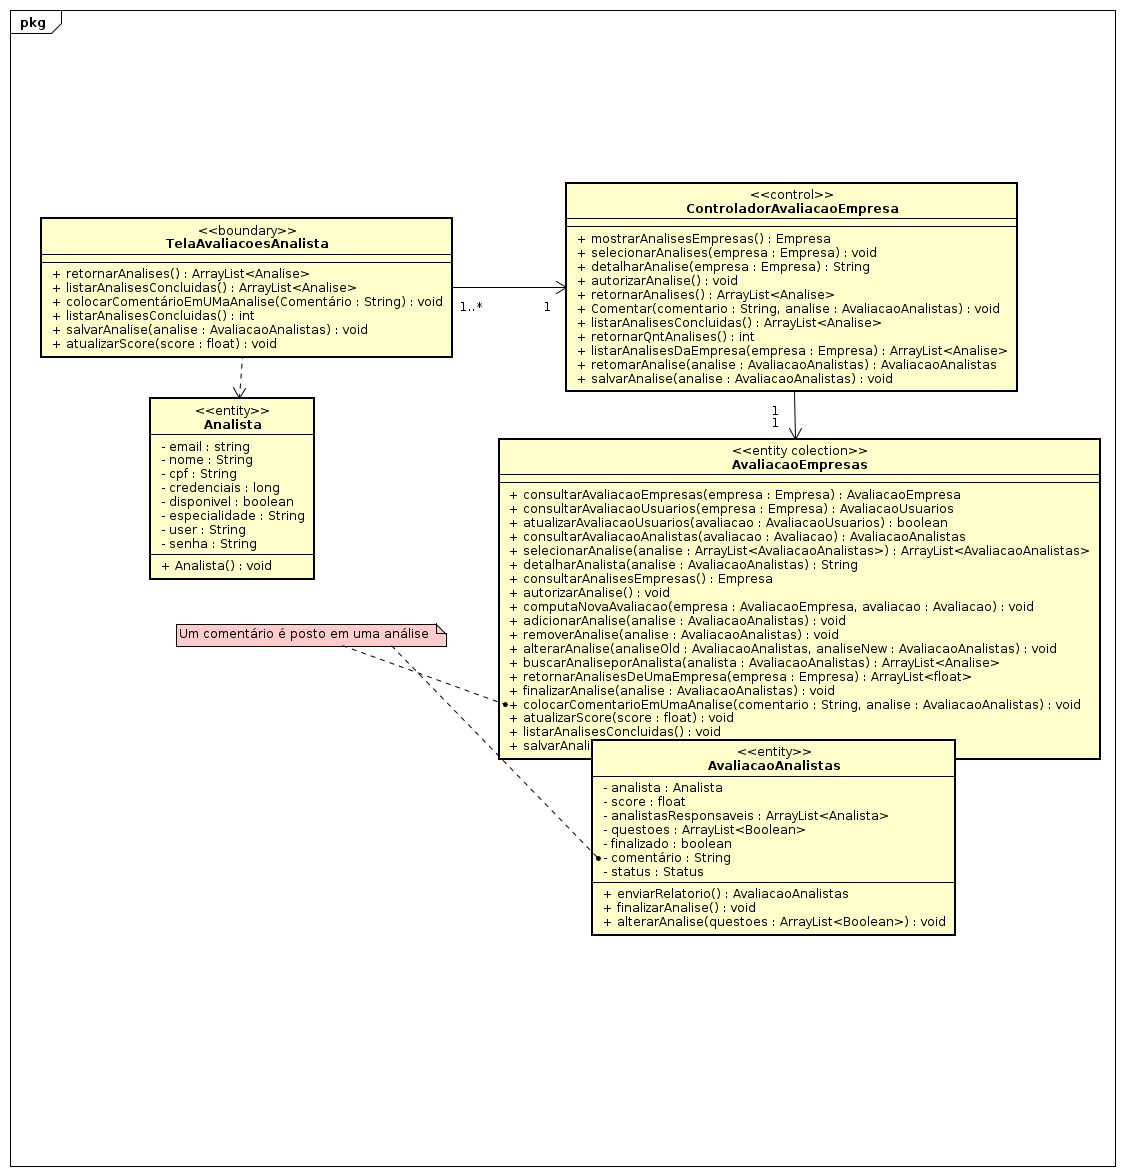 pkg
<<boundary>>
TelaAvaliacoesAnalista
+ retornarAnalises() : ArrayList<Analise>
+ listarAnalisesConcluidas() : ArrayList<Analise>
+ colocarComentárioEmUMaAnalise(Comentário : String) : void
+ listarAnalisesConcluidas() : int
+ salvarAnalise(analise : AvaliacaoAnalistas) : void
+ atualizarScore(score : float) : void
1..*
1
<<control>>
ControladorAvaliacaoEmpresa
+ mostrarAnalisesEmpresas() : Empresa
+ selecionarAnalises(empresa : Empresa) : void
+ detalharAnalise(empresa : Empresa) : String
+ autorizarAnalise() : void
+ retornarAnalises() : ArrayList<Analise>
+ Comentar(comentario : String, analise : AvaliacaoAnalistas) : void
+ listarAnalisesConcluidas() : ArrayList<Analise>
+ retornarQntAnalises() : int
+ listarAnalisesDaEmpresa(empresa : Empresa) : ArrayList<Analise>
+ retomarAnalise(analise : AvaliacaoAnalistas) : AvaliacaoAnalistas
+ salvarAnalise(analise : AvaliacaoAnalistas) : void
1
1
<<entity>>
Analista
- email : string
- nome : String
- cpf : String
- credenciais : long
- disponivel : boolean
- especialidade : String
- user : String
- senha : String
+ Analista() : void
<<entity colection>>
AvaliacaoEmpresas
+ consultarAvaliacaoEmpresas(empresa : Empresa) : AvaliacaoEmpresa
+ consultarAvaliacaoUsuarios(empresa : Empresa) : AvaliacaoUsuarios
+ atualizarAvaliacaoUsuarios(avaliacao : AvaliacaoUsuarios) : boolean
+ consultarAvaliacaoAnalistas(avaliacao : Avaliacao) : AvaliacaoAnalistas
+ selecionarAnalise(analise : ArrayList<AvaliacaoAnalistas>) : ArrayList<AvaliacaoAnalistas>
+ detalharAnalista(analise : AvaliacaoAnalistas) : String
+ consultarAnalisesEmpresas() : Empresa
+ autorizarAnalise() : void
+ computaNovaAvaliacao(empresa : AvaliacaoEmpresa, avaliacao : Avaliacao) : void
+ adicionarAnalise(analise : AvaliacaoAnalistas) : void
+ removerAnalise(analise : AvaliacaoAnalistas) : void
+ alterarAnalise(analiseOld : AvaliacaoAnalistas, analiseNew : AvaliacaoAnalistas) : void
+ buscarAnaliseporAnalista(analista : AvaliacaoAnalistas) : ArrayList<Analise>
+ retornarAnalisesDeUmaEmpresa(empresa : Empresa) : ArrayList<float>
+ finalizarAnalise(analise : AvaliacaoAnalistas) : void
+ colocarComentarioEmUmaAnalise(comentario : String, analise : AvaliacaoAnalistas) : void
+ atualizarScore(score : float) : void
+ listarAnalisesConcluidas() : void
+ salvarAnali
Um comentário é posto em uma análise
<<entity>>
AvaliacaoAnalistas
- analista : Analista
- score : float
- analistasResponsaveis : ArrayList<Analista>
- questoes : ArrayList<Boolean>
- finalizado : boolean
- comentário : String
- status : Status
+ enviarRelatorio() : AvaliacaoAnalistas
+ finalizarAnalise() : void
+ alterarAnalise(questoes : ArrayList<Boolean>) : void